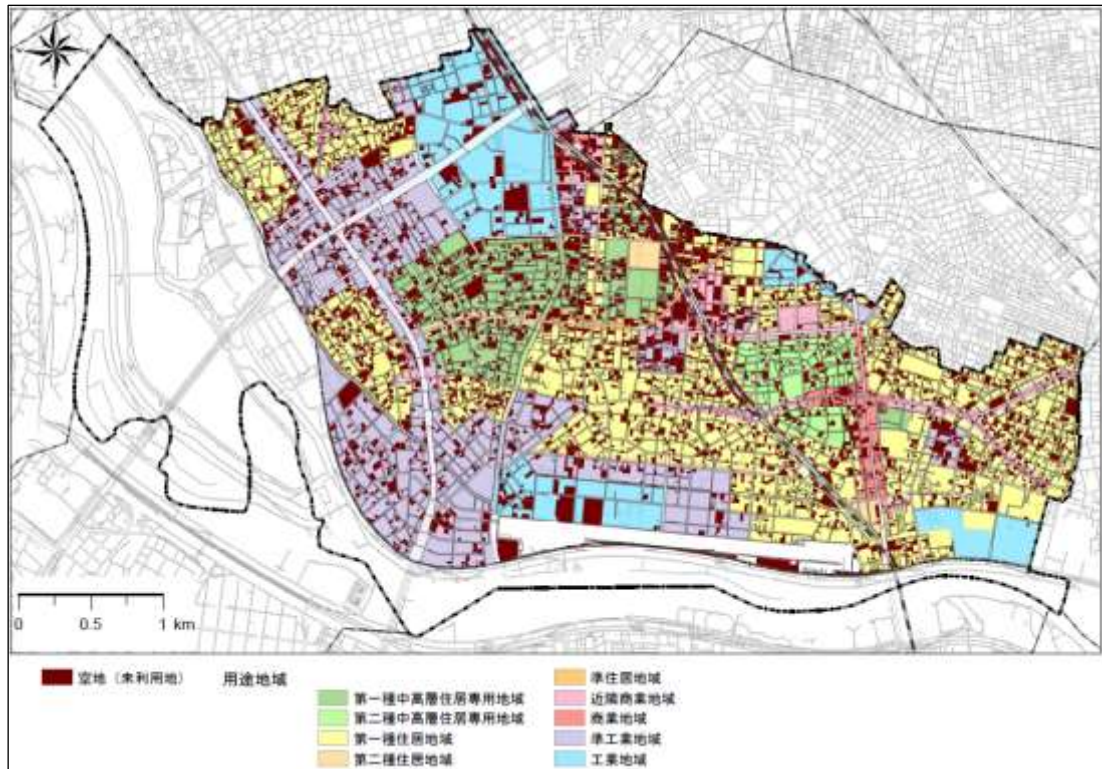 0 0.5 1 km
空地（未利用地）
用途地域
第一種中高層住居専用地域
第二種中高層住居専用地域
第一種住居地域
第二種住居地域
準住居地域
近隣商業地域
商業地域
準工業地域
工業地域